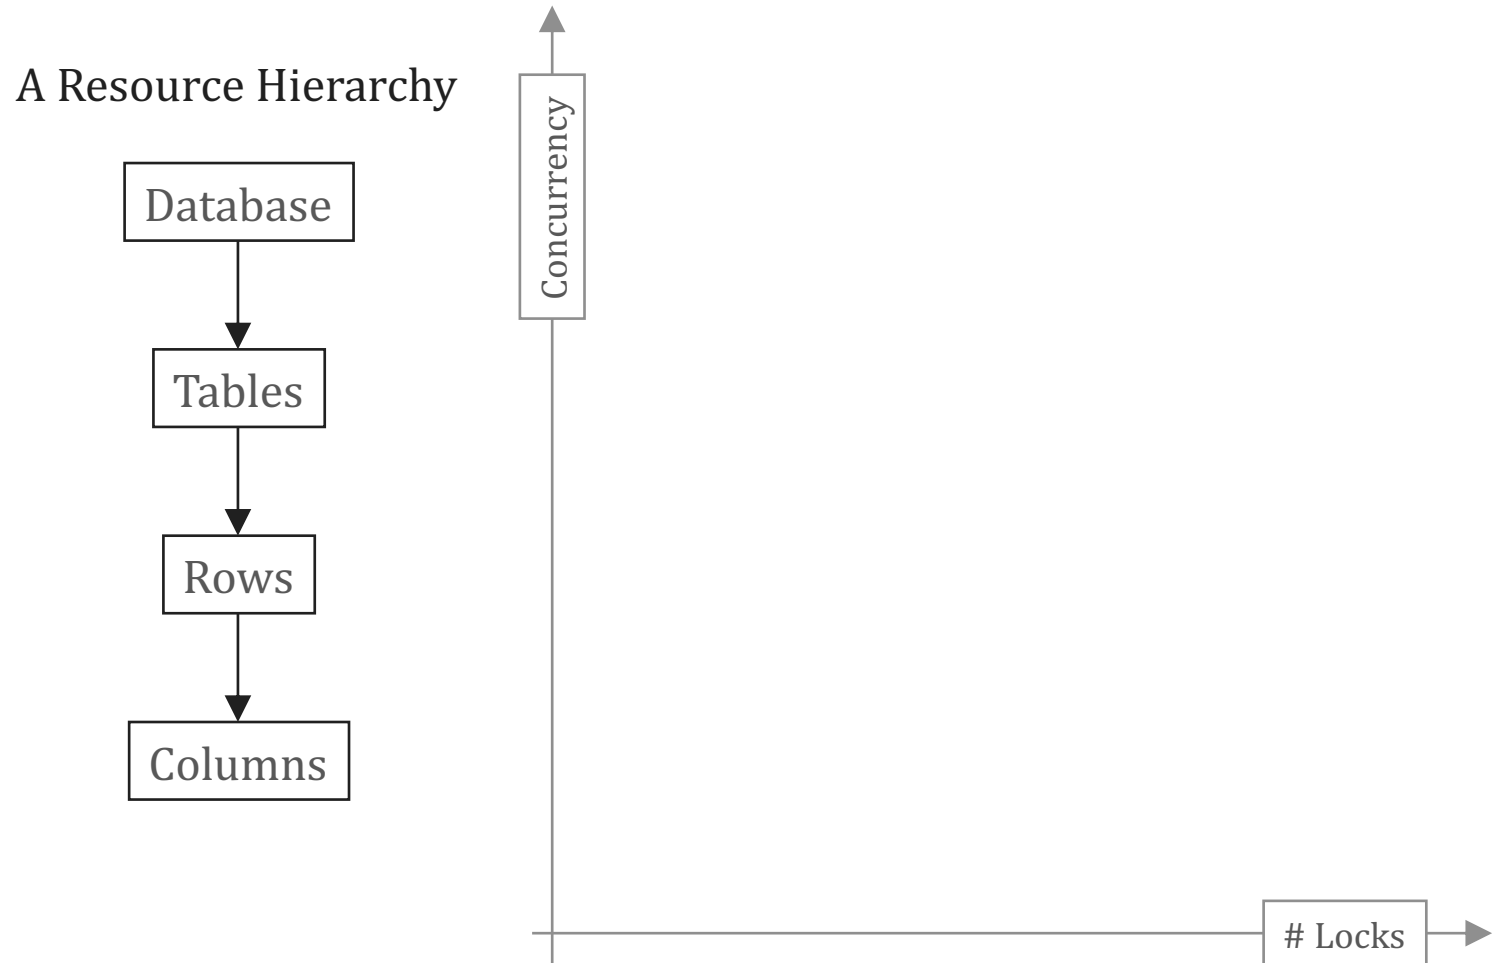 A Resource Hierarchy
Database
Tables
Rows
Columns
Concurrency
# Locks